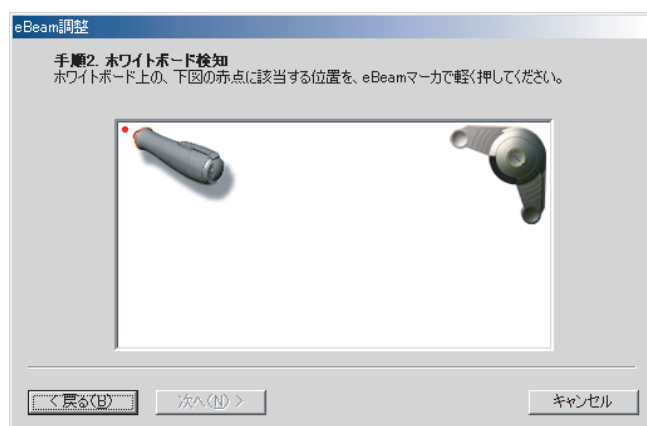 eBeam調整
手順2. ホワイトボード検知
ホワイトボード上の、下図の赤点に該当する位置を、eBeamマーカで軽く押してください。
< 戻る(B)
次へ(N) >
キャンセル